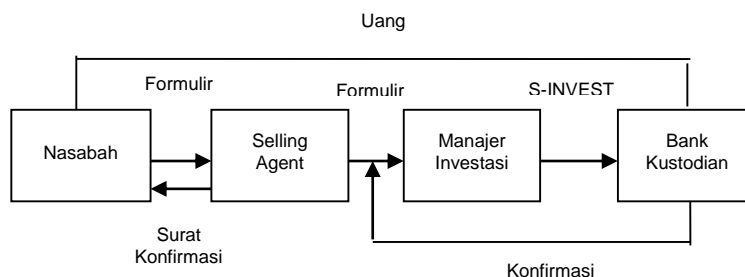 Uang
Formulir
Formulir
S-INVEST
Nasabah
Selling
Agent
Manajer
Investasi
Bank
Kustodian
Surat
Konfirmasi
Konfirmasi